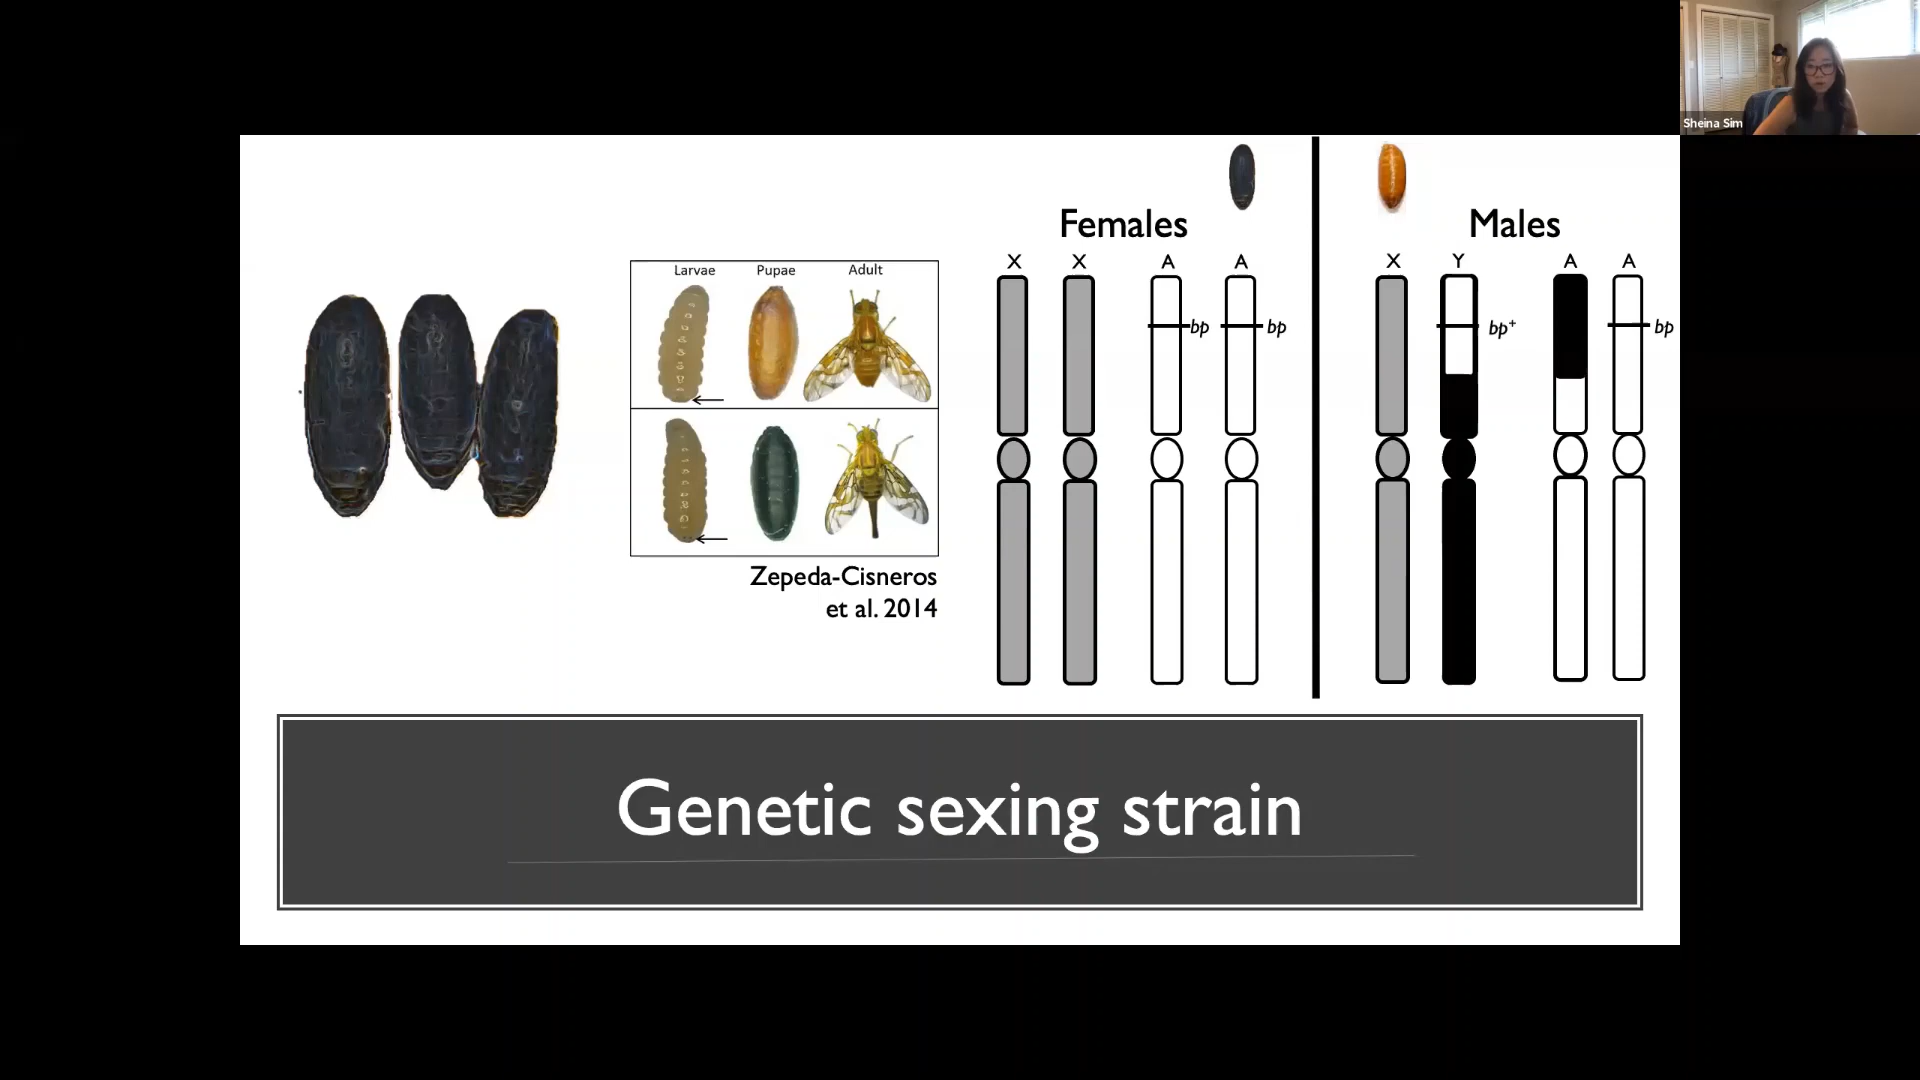 Sheina Sim
Females
Males
Larvae Pupae Adult
X X A A
X Y A A
bp bp
bp+ bp
Zepeda-Cisneros
et al. 2014
Genetic sexing strain